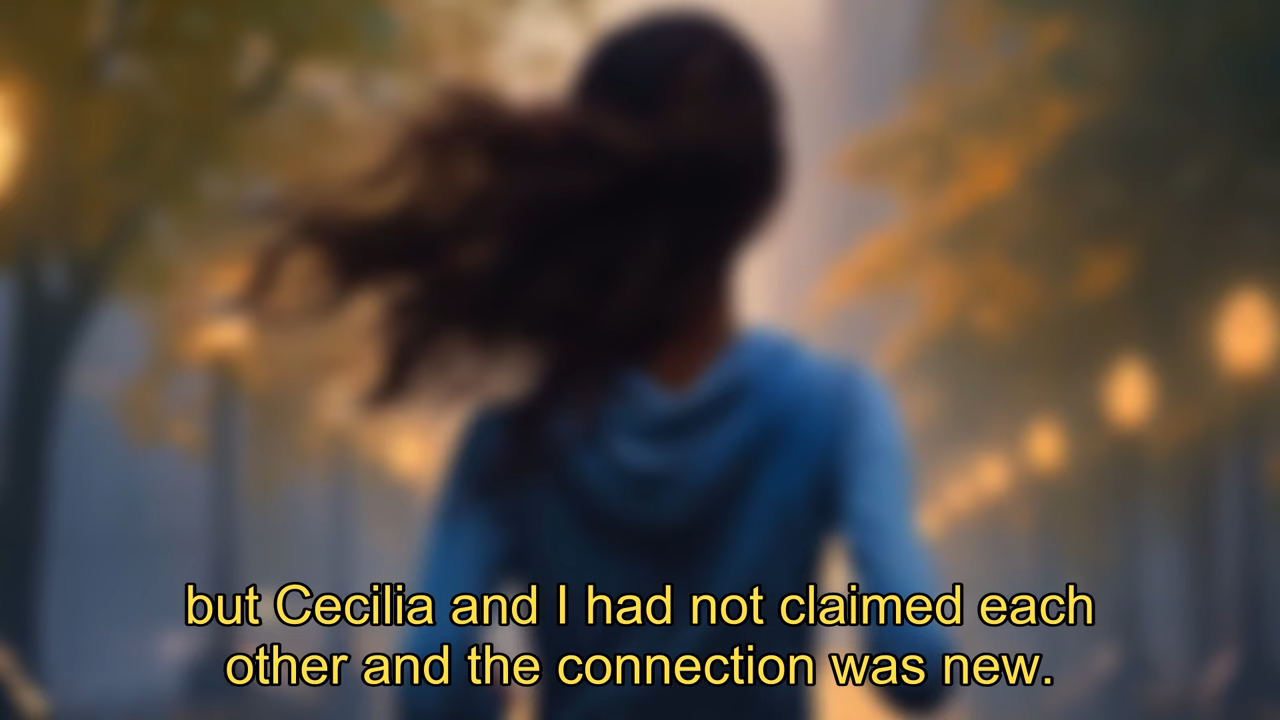 but Cecilia and I had not claimed each
other and the connection was new.